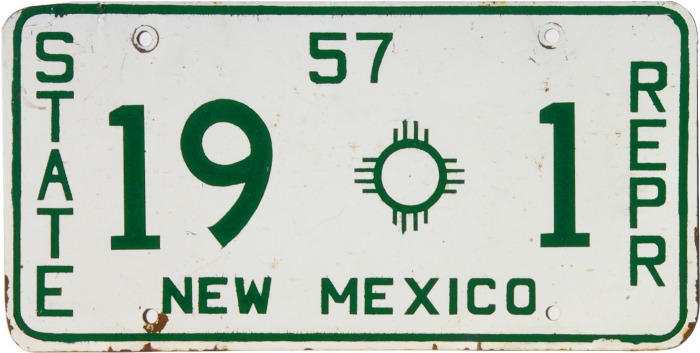 STATE
57
19 1
NEW MEXICO
REPR